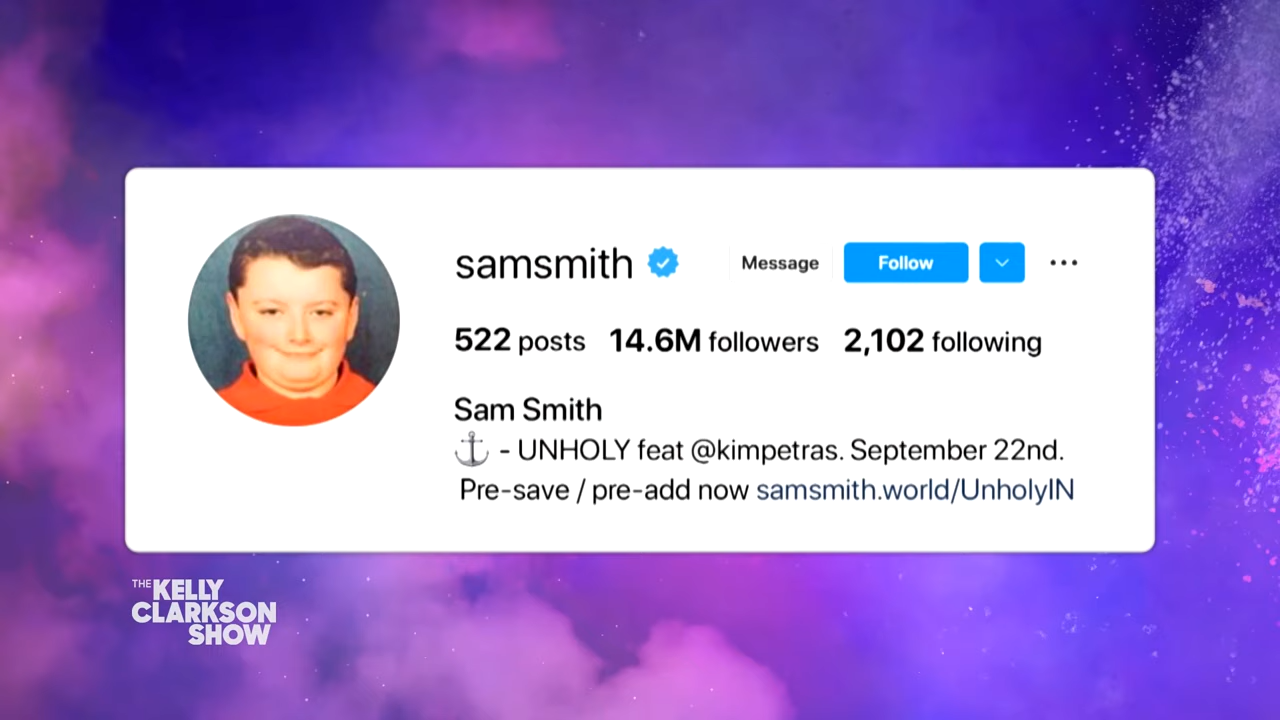 samsmith
Message
Follow
522 posts 14.6M followers 2,102 following
Sam Smith
⚓ - UNHOLY feat @kimpetras. September 22nd.
Pre-save / pre-add now samsmith.world/UnholyIN
THE KELLY
CLARKSON
SHOW